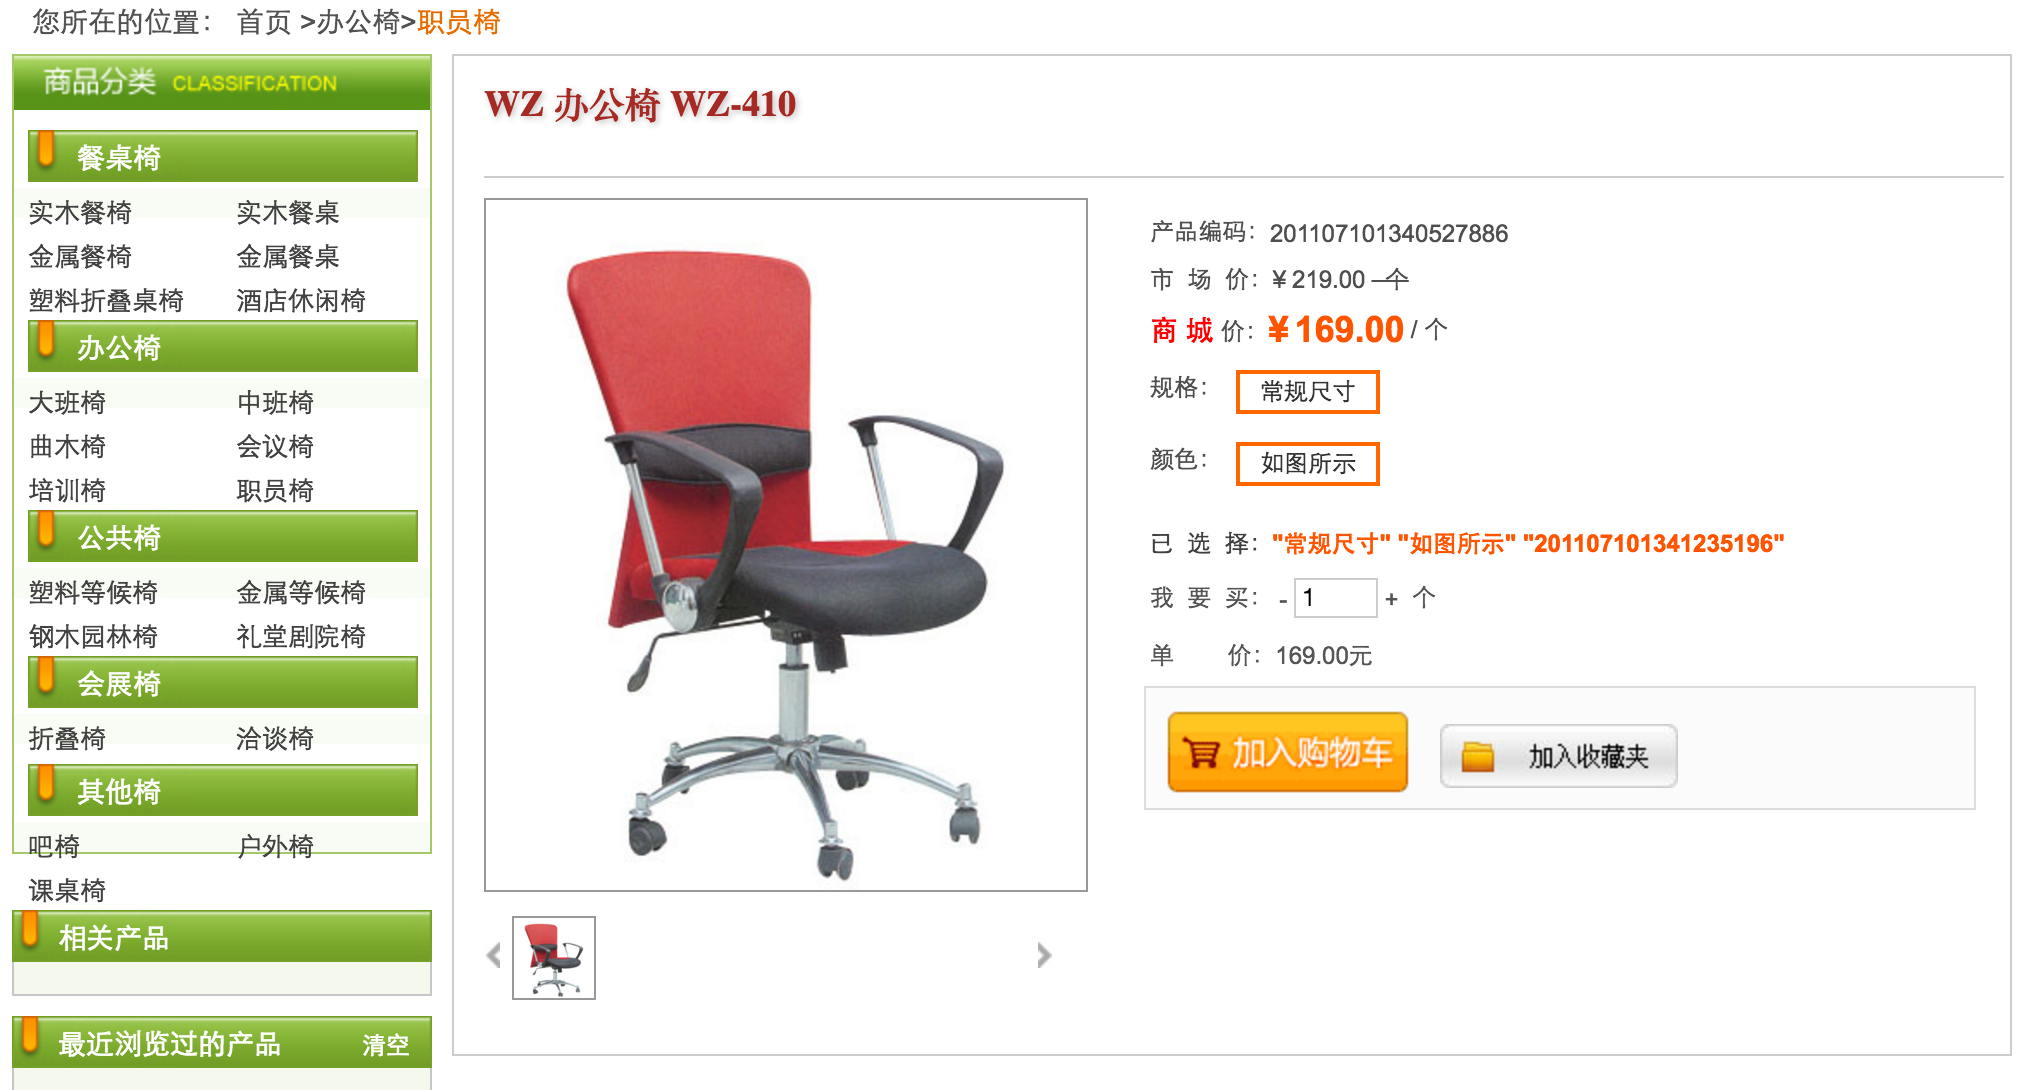 您所在的位置： 首页 >办公椅>职员椅
商品分类 CLASSIFICATION
餐桌椅
实木餐椅 实木餐桌
金属餐椅 金属餐桌
塑料折叠桌椅 酒店休闲椅
办公椅
大班椅 中班椅
曲木椅 会议椅
培训椅 职员椅
公共椅
塑料等候椅 金属等候椅
钢木园林椅 礼堂剧院椅
会展椅
折叠椅 洽谈椅
其他椅
吧椅 户外椅
课桌椅
相关产品
最近浏览过的产品 清空
WZ 办公椅 WZ-410
产品编码：201107101340527886
市 场 价：￥219.00 个
商 城 价：￥169.00 / 个
规格： 常规尺寸
颜色： 如图所示
已 选 择："常规尺寸" "如图所示" "201107101341235196"
我 要 买： - 1 + 个
单 价：169.00元
加入购物车 加入收藏夹